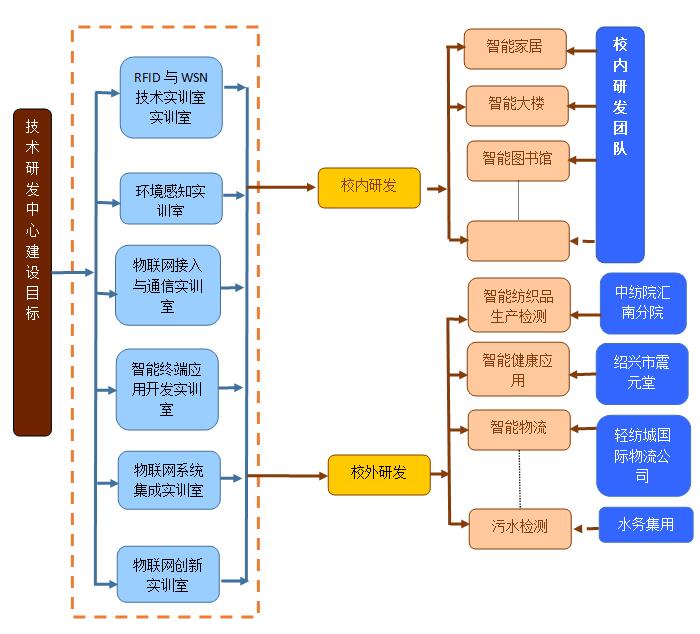 技术研发中心建设目标
RFID 与 WSN
技术实训室
实训室
环境感知实
训室
物联网接入
与通信实训
室
智能终端应
用开发实训
室
物联网系统
集成实训室
物联网创新
实训室
校内研发
校外研发
智能家居
智能大楼
智能图书馆
智能纺织品
生产检测
智能健康应
用
智能物流
污水检测
校内研发团队
中纺院汇
南分院
绍兴市震
元堂
轻纺城国
际物流公
司
水务集用